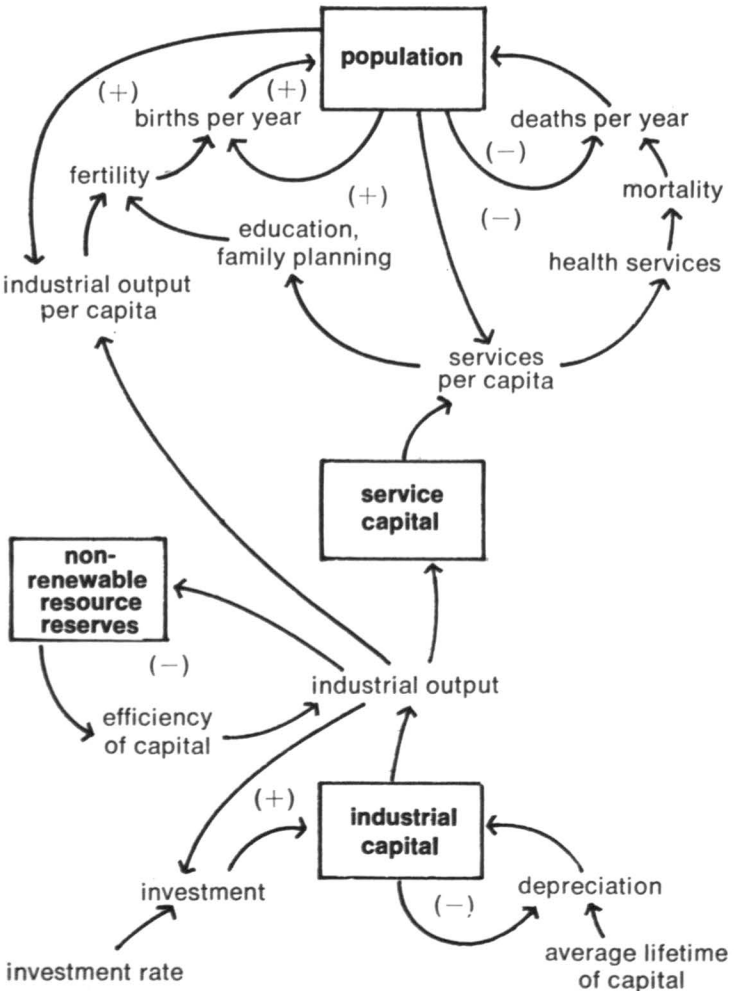 population
(+)
(+)
births per year
deaths per year
(-)
fertility
(+)
mortality
(-)
education,
family planning
health services
industrial output
per capita
services
per capita
service
capital
non-
renewable
resource
reserves
(-)
industrial output
efficiency
of capital
(+)
industrial
capital
investment
(-)
depreciation
investment rate
average lifetime
of capital